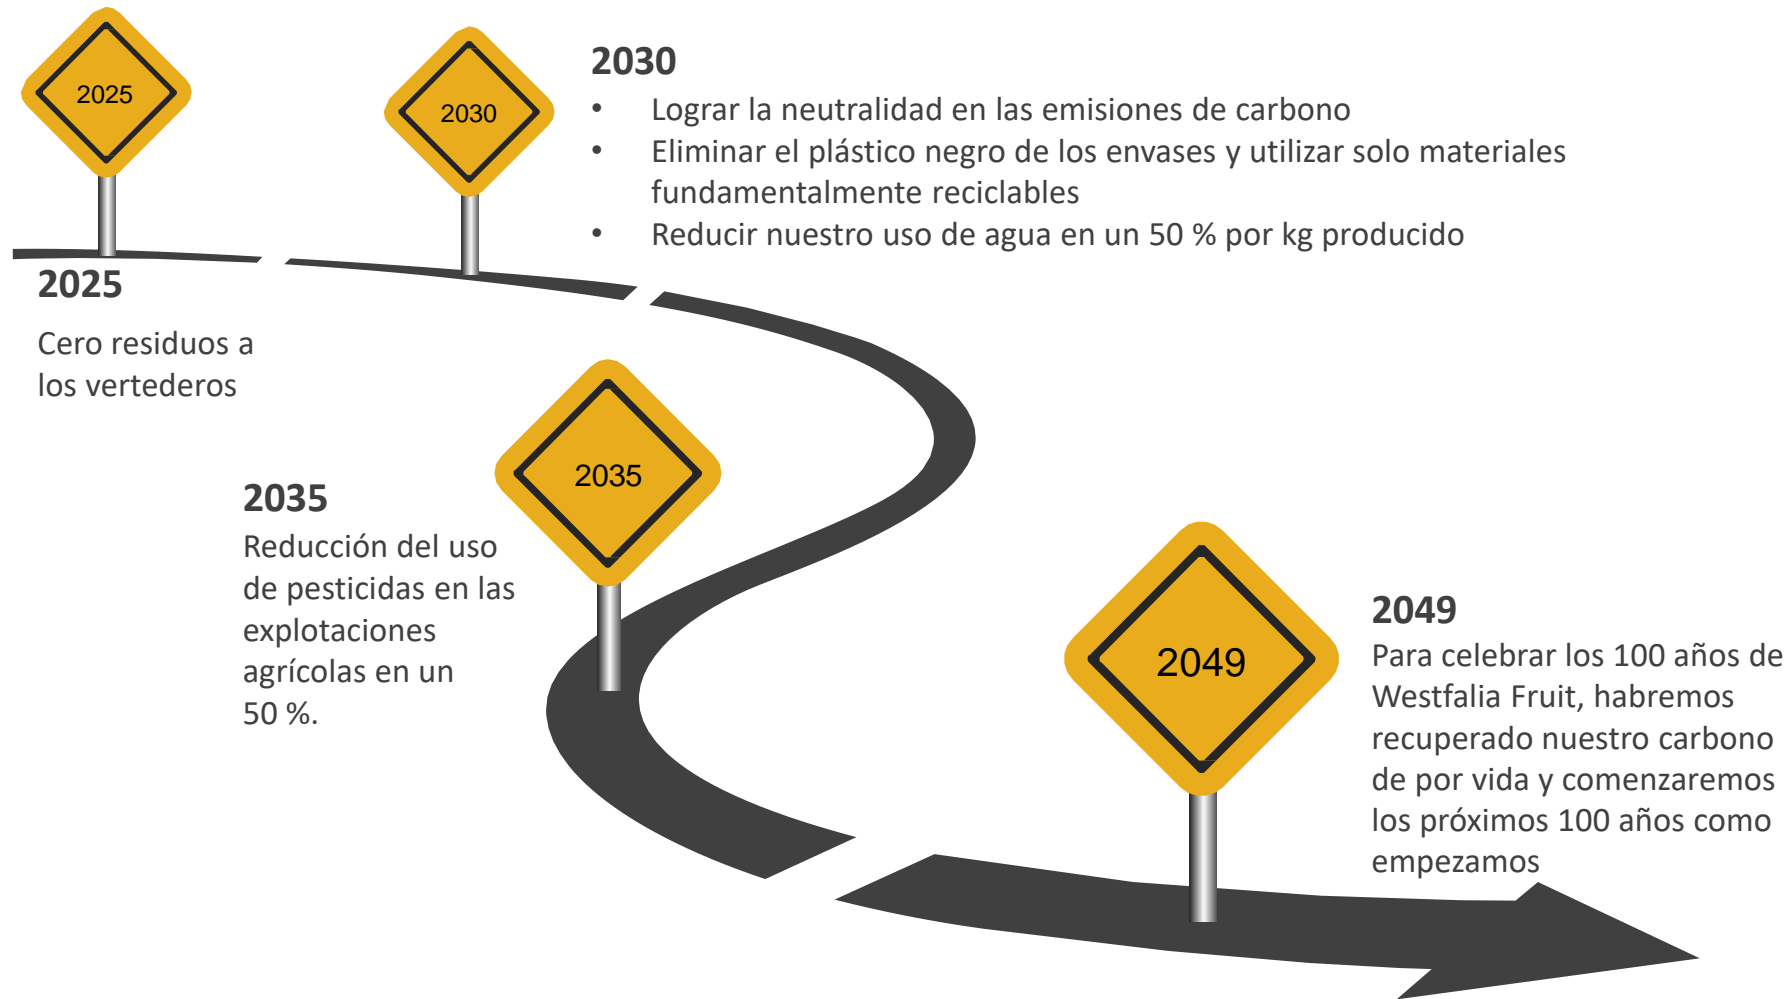 2025
2030
2030
• Lograr la neutralidad en las emisiones de carbono
• Eliminar el plástico negro de los envases y utilizar solo materiales
fundamentalmente reciclables
• Reducir nuestro uso de agua en un 50 % por kg producido
2025
Cero residuos a
los vertederos
2035
2035
Reducción del uso
de pesticidas en las
explotaciones
agrícolas en un
50 %.
2049
2049
Para celebrar los 100 años de
Westfalia Fruit, habremos
recuperado nuestro carbono
de por vida y comenzaremos
los próximos 100 años como
empezamos